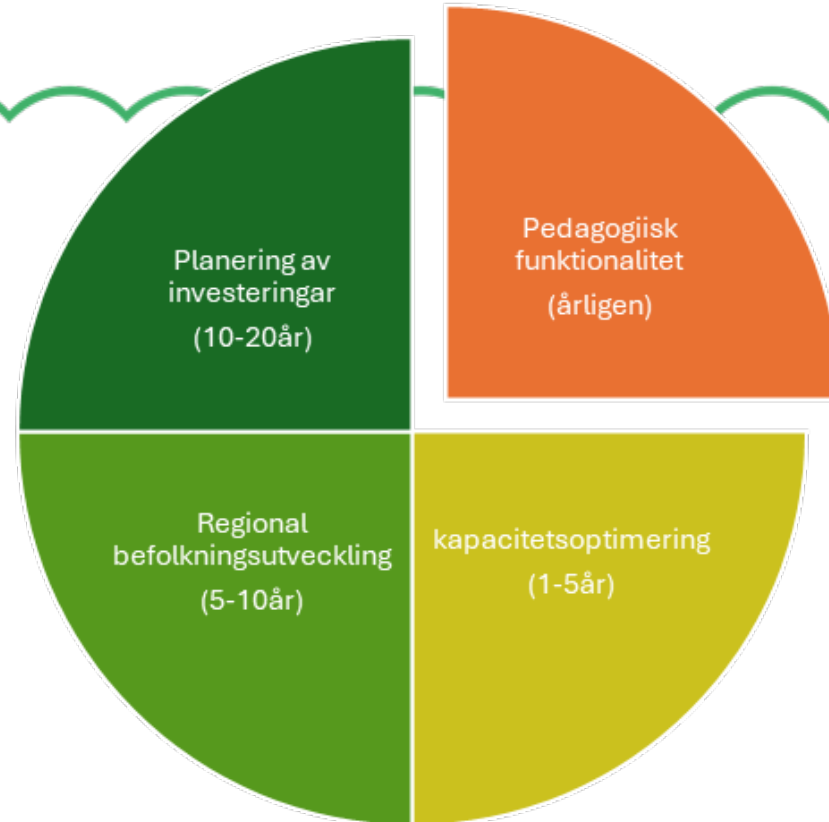 Planering av
investeringar
(10-20år)
Pedagogiisk
funktionalitet
(årligen)
Regional
befolkningsutveckling
(5-10år)
kapacitetsoptimering
(1-5år)